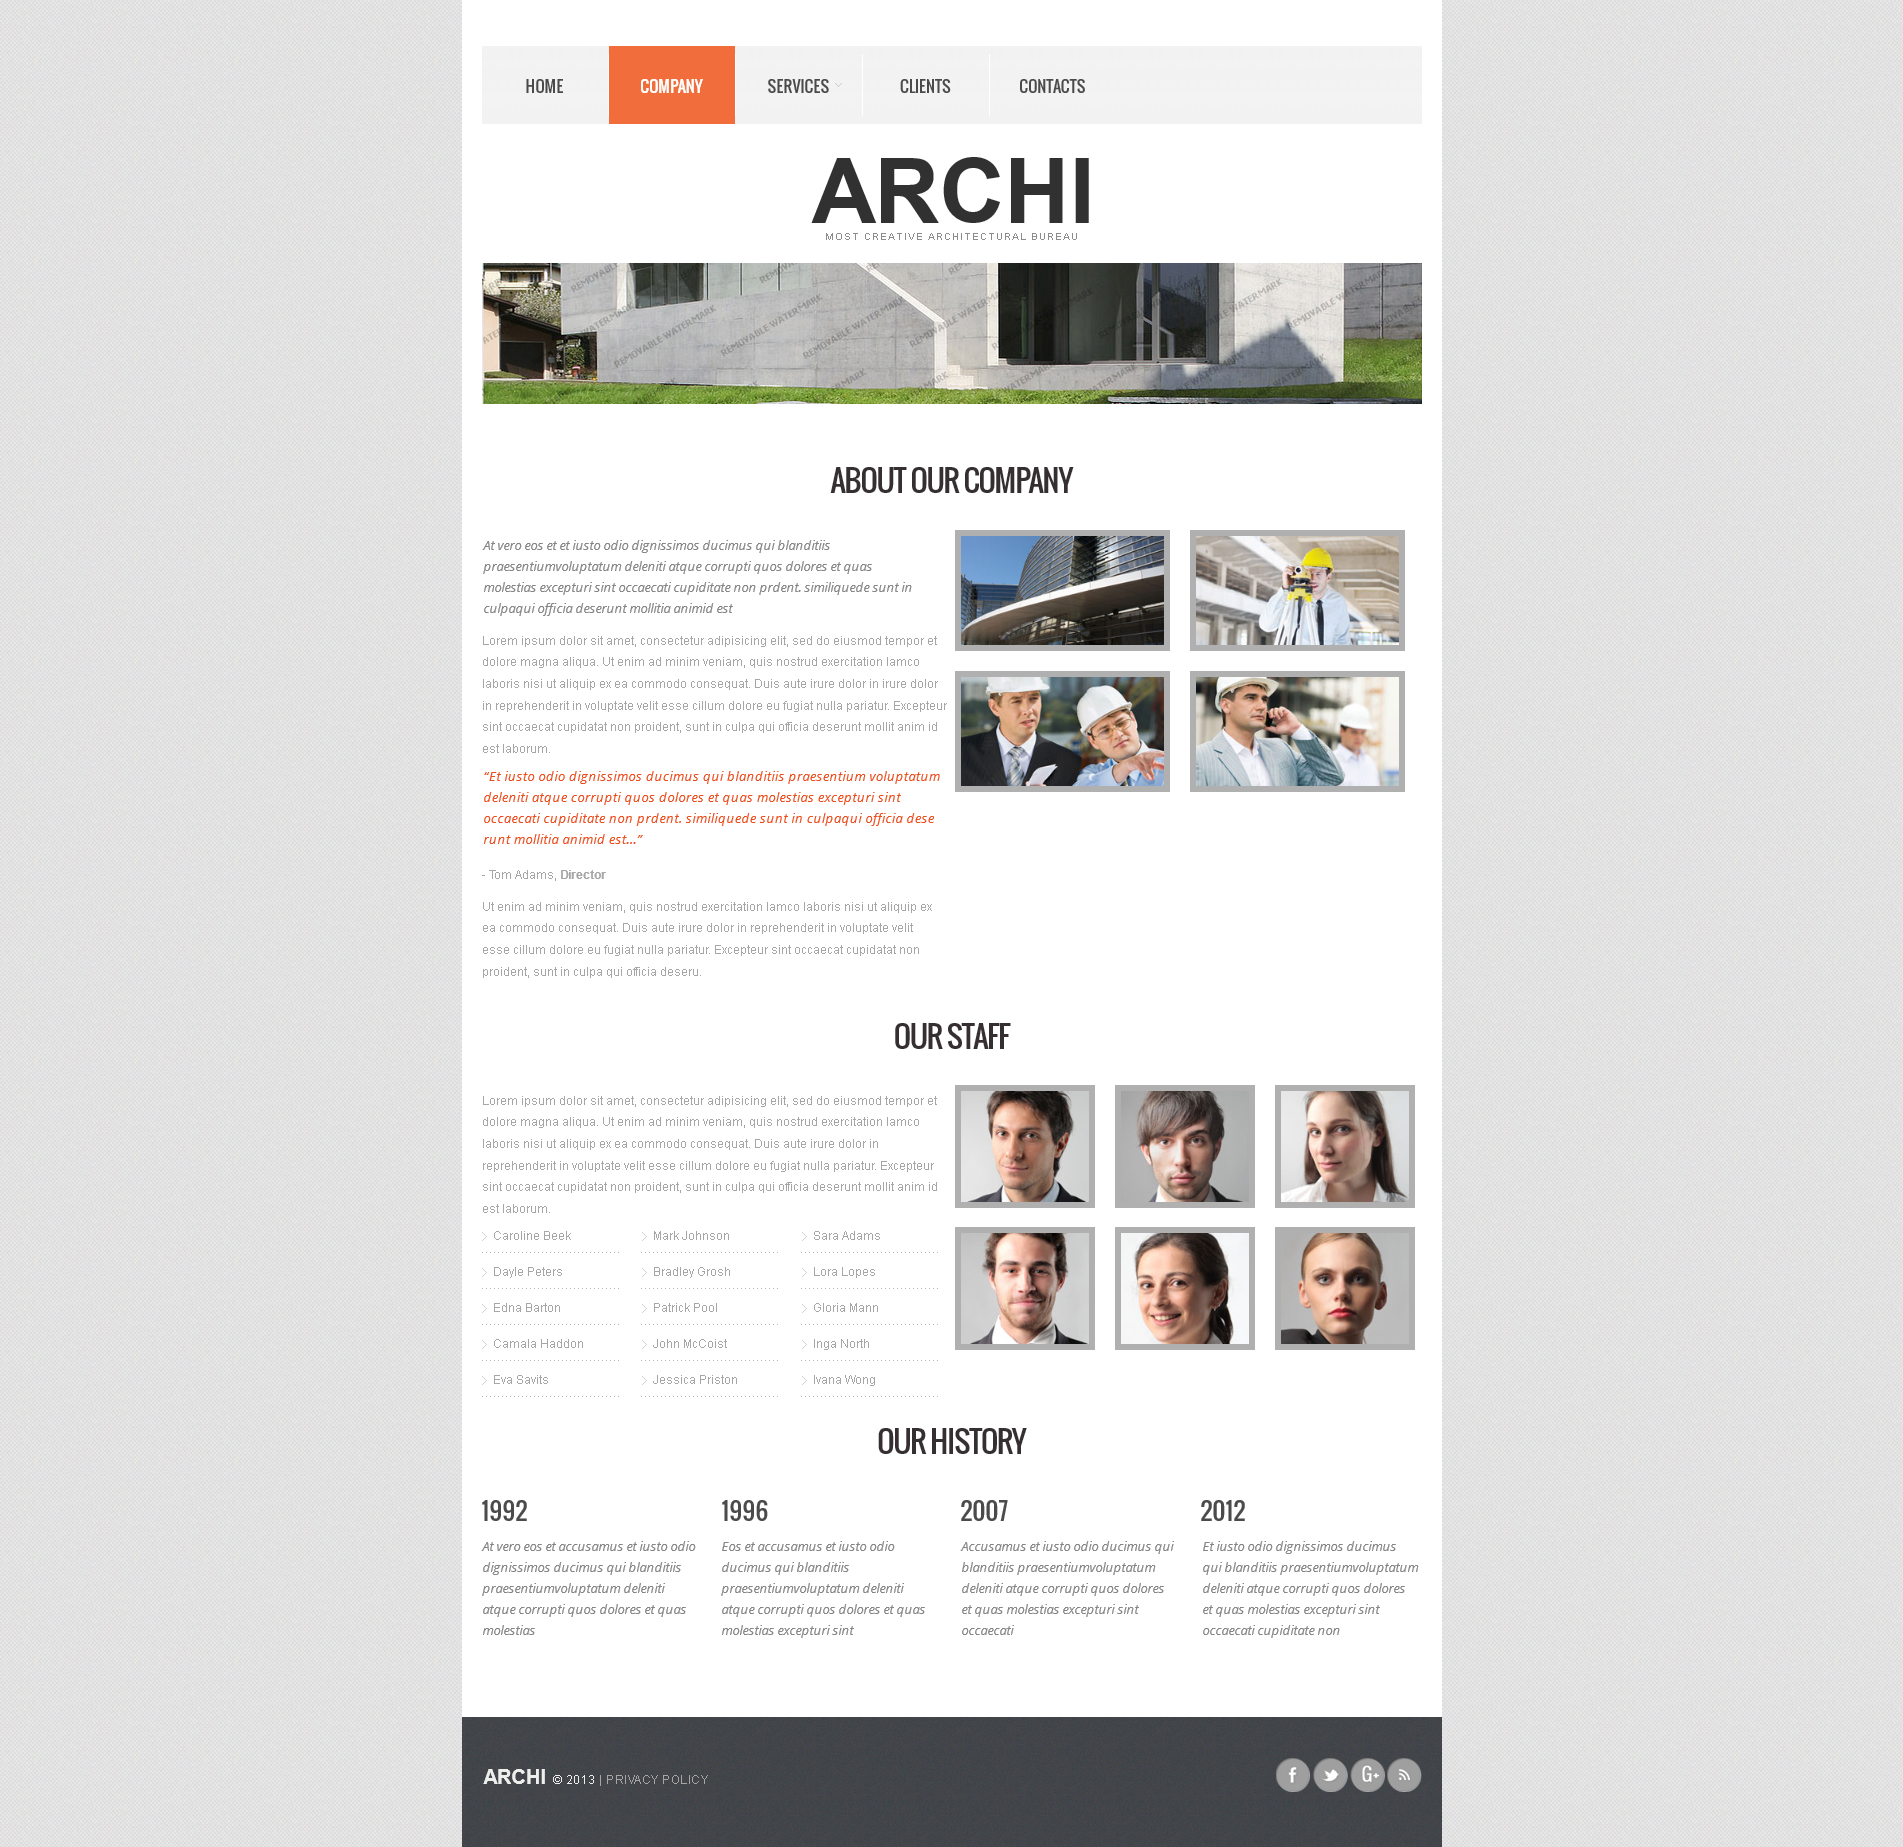 HOME COMPANY SERVICES CLIENTS CONTACTS
ARCHI
MOST CREATIVE ARCHITECTURAL BUREAU
REMOVABLE WATERMARK
ABOUT OUR COMPANY
At vero eos et et iusto odio dignissimos ducimus qui blanditiis
praesentiumvoluptatum deleniti atque corrupti quos dolores et quas
molestias excepturi sint occaecati cupiditate non prdent. similiquede sunt in
culpaqui officia deserunt mollitia animid est
Lorem ipsum dolor sit amet, consectetur adipisicing elit, sed do eiusmod tempor et
dolore magna aliqua. Ut enim ad minim veniam, quis nostrud exercitation lamco
laboris nisi ut aliquip ex ea commodo consequat. Duis aute irure dolor in irure dolor
in reprehenderit in voluptate velit esse cillum dolore eu fugiat nulla pariatur. Excepteur
sint occaecat cupidatat non proident, sunt in culpa qui officia deserunt mollit anim id
est laborum.
“Et iusto odio dignissimos ducimus qui blanditiis praesentium voluptatum
deleniti atque corrupti quos dolores et quas molestias excepturi sint
occaecati cupiditate non prdent. similiquede sunt in culpaqui officia dese
runt mollitia animid est...”
- Tom Adams, Director
Ut enim ad minim veniam, quis nostrud exercitation lamco laboris nisi ut aliquip ex
ea commodo consequat. Duis aute irure dolor in reprehenderit in voluptate velit
esse cillum dolore eu fugiat nulla pariatur. Excepteur sint occaecat cupidatat non
proident, sunt in culpa qui officia deseru.
OUR STAFF
Lorem ipsum dolor sit amet, consectetur adipisicing elit, sed do eiusmod tempor et
dolore magna aliqua. Ut enim ad minim veniam, quis nostrud exercitation lamco
laboris nisi ut aliquip ex ea commodo consequat. Duis aute irure dolor in
reprehenderit in voluptate velit esse cillum dolore eu fugiat nulla pariatur. Excepteur
sint occaecat cupidatat non proident, sunt in culpa qui officia deserunt mollit anim id
est laborum.
Caroline Beek
Dayle Peters
Edna Barton
Camala Haddon
Eva Savits
Mark Johnson
Bradley Grosh
Patrick Pool
John McCoist
Jessica Priston
Sara Adams
Lora Lopes
Gloria Mann
Inga North
Ivana Wong
OUR HISTORY
1992
At vero eos et accusamus et iusto odio
dignissimos ducimus qui blanditiis
praesentiumvoluptatum deleniti
atque corrupti quos dolores et quas
molestias
1996
Eos et accusamus et iusto odio
ducimus qui blanditiis
praesentiumvoluptatum deleniti
atque corrupti quos dolores et quas
molestias excepturi sint
2007
Accusamus et iusto odio ducimus qui
blanditiis praesentiumvoluptatum
deleniti atque corrupti quos dolores
et quas molestias excepturi sint
occaecati
2012
Et iusto odio dignissimos ducimus
qui blanditiis praesentiumvoluptatum
deleniti atque corrupti quos dolores
et quas molestias excepturi sint
occaecati cupiditate non
ARCHI © 2013 | PRIVACY POLICY